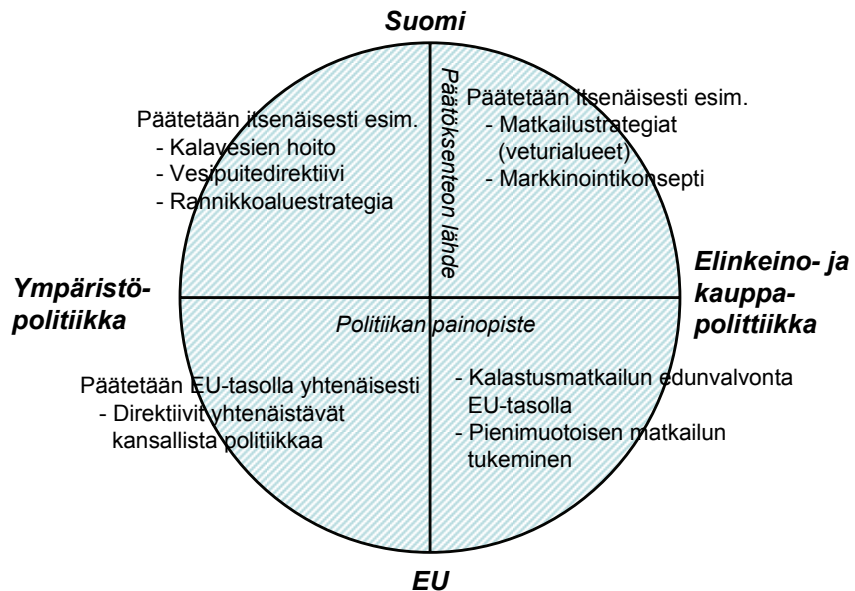 Suomi
Päätetään itsenäisesti esim.
- Kalavesien hoito
- Vesipuitedirektiivi
- Rannikkoaluestrategia
Päätöksenteon lähde
Päätetään itsenäisesti esim.
- Matkailustrategiat
(veturialueet)
- Markkinointikonsepti
Ympäristö-
politiikka
Elinkeino- ja
kauppa-
polittiikka
Politiikan painopiste
Päätetään EU-tasolla yhtenäisesti
- Direktiivit yhtenäistävät
kansallista politiikkaa
- Kalastusmatkailun edunvalvonta
EU-tasolla
- Pienimuotoisen matkailun
tukeminen
EU